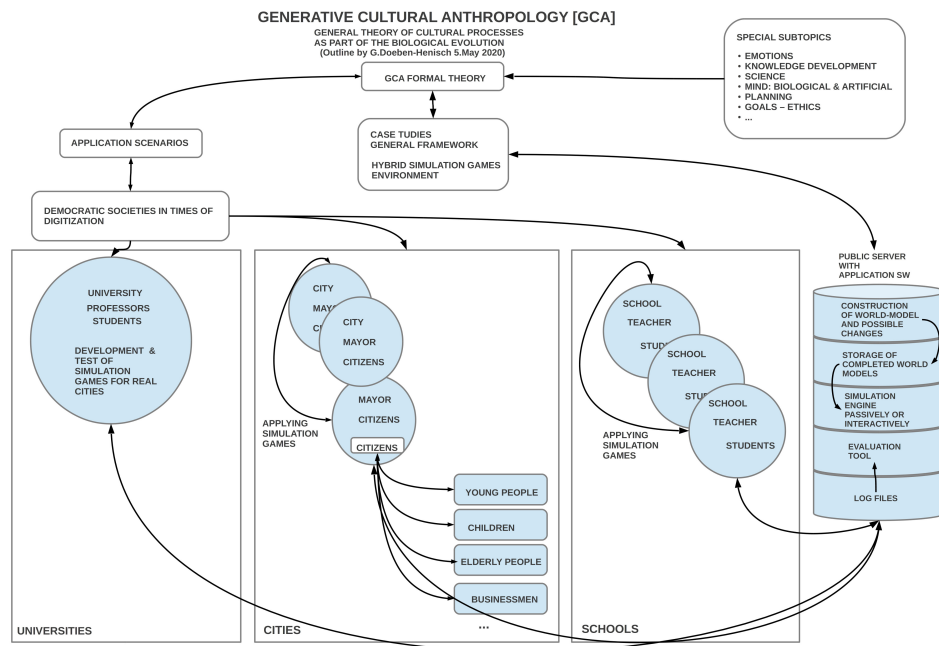 GENERATIVE CULTURAL ANTHROPOLOGY [GCA]
GENERAL THEORY OF CULTURAL PROCESSES
AS PART OF THE BIOLOGICAL EVOLUTION
(Outline by G.Doeben-Henisch 5.May 2020)
GCA FORMAL THEORY
SPECIAL SUBTOPICS
• EMOTIONS
• KNOWLEDGE DEVELOPMENT
• SCIENCE
• MIND: BIOLOGICAL & ARTIFICIAL
• PLANNING
• GOALS – ETHICS
• ...
APPLICATION SCENARIOS
CASE TUDIES
GENERAL FRAMEWORK
HYBRID SIMULATION GAMES
ENVIRONMENT
DEMOCRATIC SOCIETIES IN TIMES OF
DIGITIZATION
UNIVERSITY
PROFESSORS
STUDENTS
DEVELOPMENT &
TEST OF
SIMULATION
GAMES FOR REAL
CITIES
UNIVERSITIES
CITY
MAY
CI
CITY
MAYOR
CITIZENS
MAYOR
CITIZENS
CITIZENS
APPLYING
SIMULATION
GAMES
YOUNG PEOPLE
CHILDREN
ELDERLY PEOPLE
BUSINESSMEN
...
CITIES
SCHOOL
TEACHER
STUD
SCHOOL
TEACHER
STU
SCHOOL
TEACHER
STUDENTS
APPLYING
SIMULATION
GAMES
SCHOOLS
PUBLIC SERVER
WITH
APPLICATION SW
CONSTRUCTION
OF WORLD-MODEL
AND POSSIBLE
CHANGES
STORAGE OF
COMPLETED WORLD
MODELS
SIMULATION
ENGINE
PASSIVELY OR
INTERACTIVELY
EVALUATION
TOOL
LOG FILES